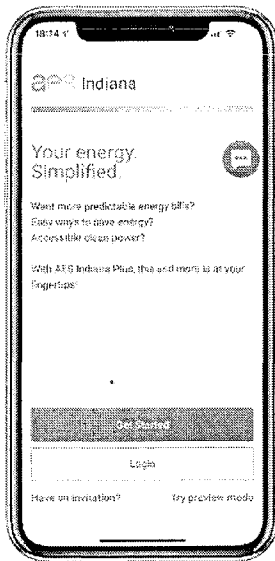 18:24
aes Indiana
Your energy.
Simplified.
Want more predictable energy bills?
Easy ways to save energy?
Accessible clean power?
With AES Indiana Plus, this and more is at your
fingertips!
Get Started
Login
Have an invitation? Try preview mode